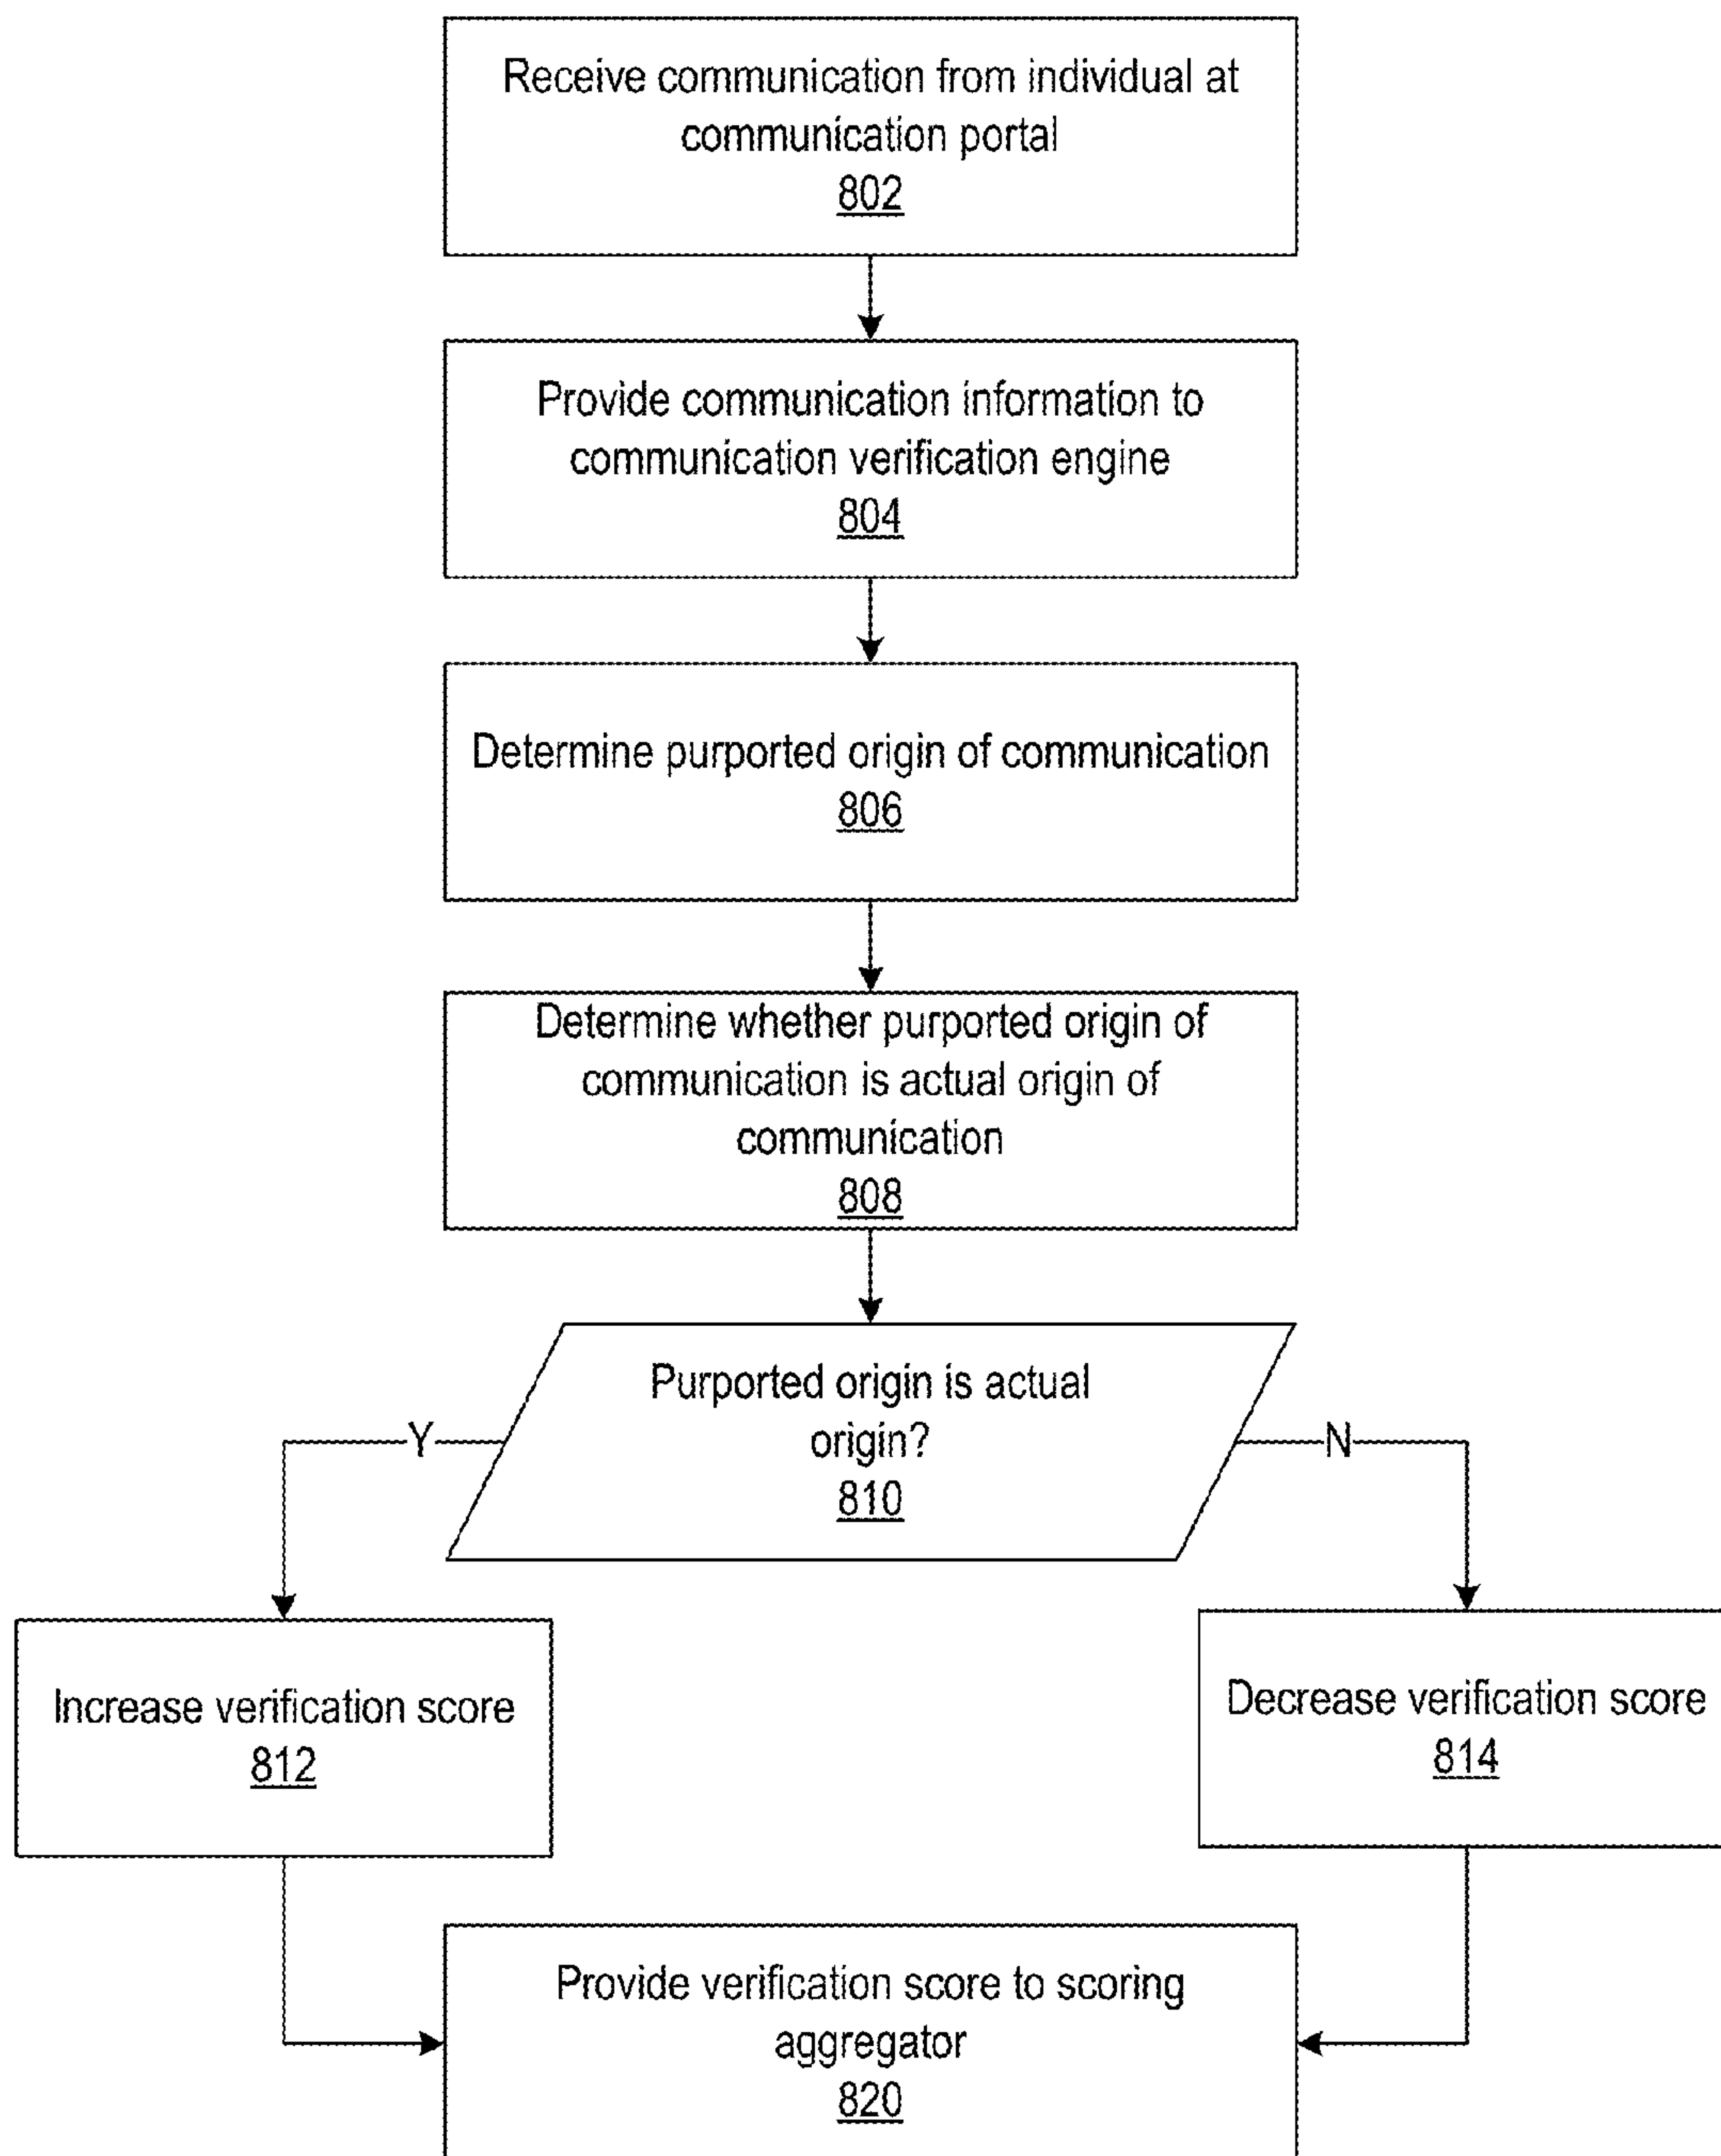 Receive communication from individual at
communication portal
802
Provide communication information to
communication verification engine
804
Determine purported origin of communication
806
Determine whether purported origin of
communication is actual origin of
communication
808
Purported origin is actual
origin?
810
Y
N
Increase verification score
812
Decrease verification score
814
Provide verification score to scoring
aggregator
820